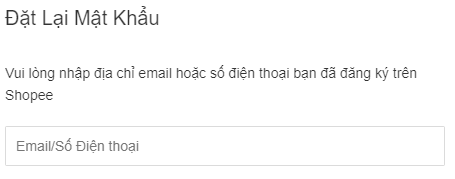 Đặt Lại Mật Khẩu
Vui lòng nhập địa chỉ email hoặc số điện thoại bạn đã đăng ký trên
Shopee
Email/Số Điện thoại